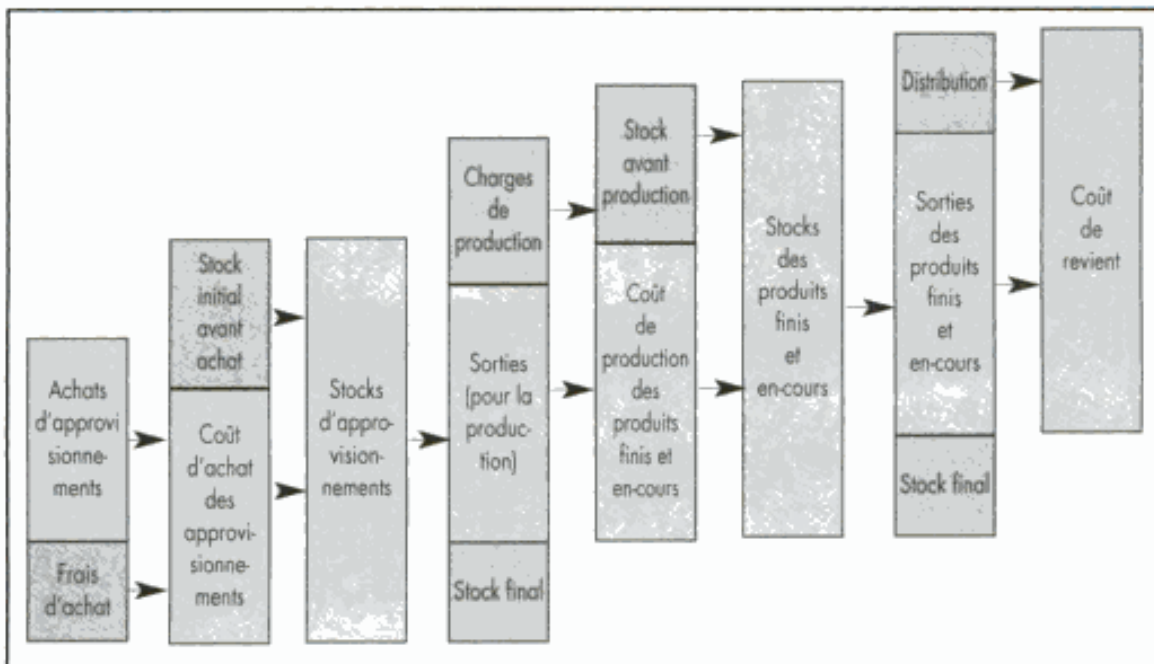 Achats
d'approvi-
sionne-
ments
Frais
d'achat
Stock
initial
avant
achat
Coût
d'achat
des
approvi-
sionne-
ments
Stocks
d'appro-
vision-
nements
Charges
de
production
Sorties
(pour la
produc-
tion)
Stock final
Stock
avant
production
Coût
de
production
des
produits
finis et
en-cours
Stocks
des
produits
finis
et
en-cours
Distribution
Sorties
des
produits
finis
et
en-cours
Stock final
Coût
de
revient